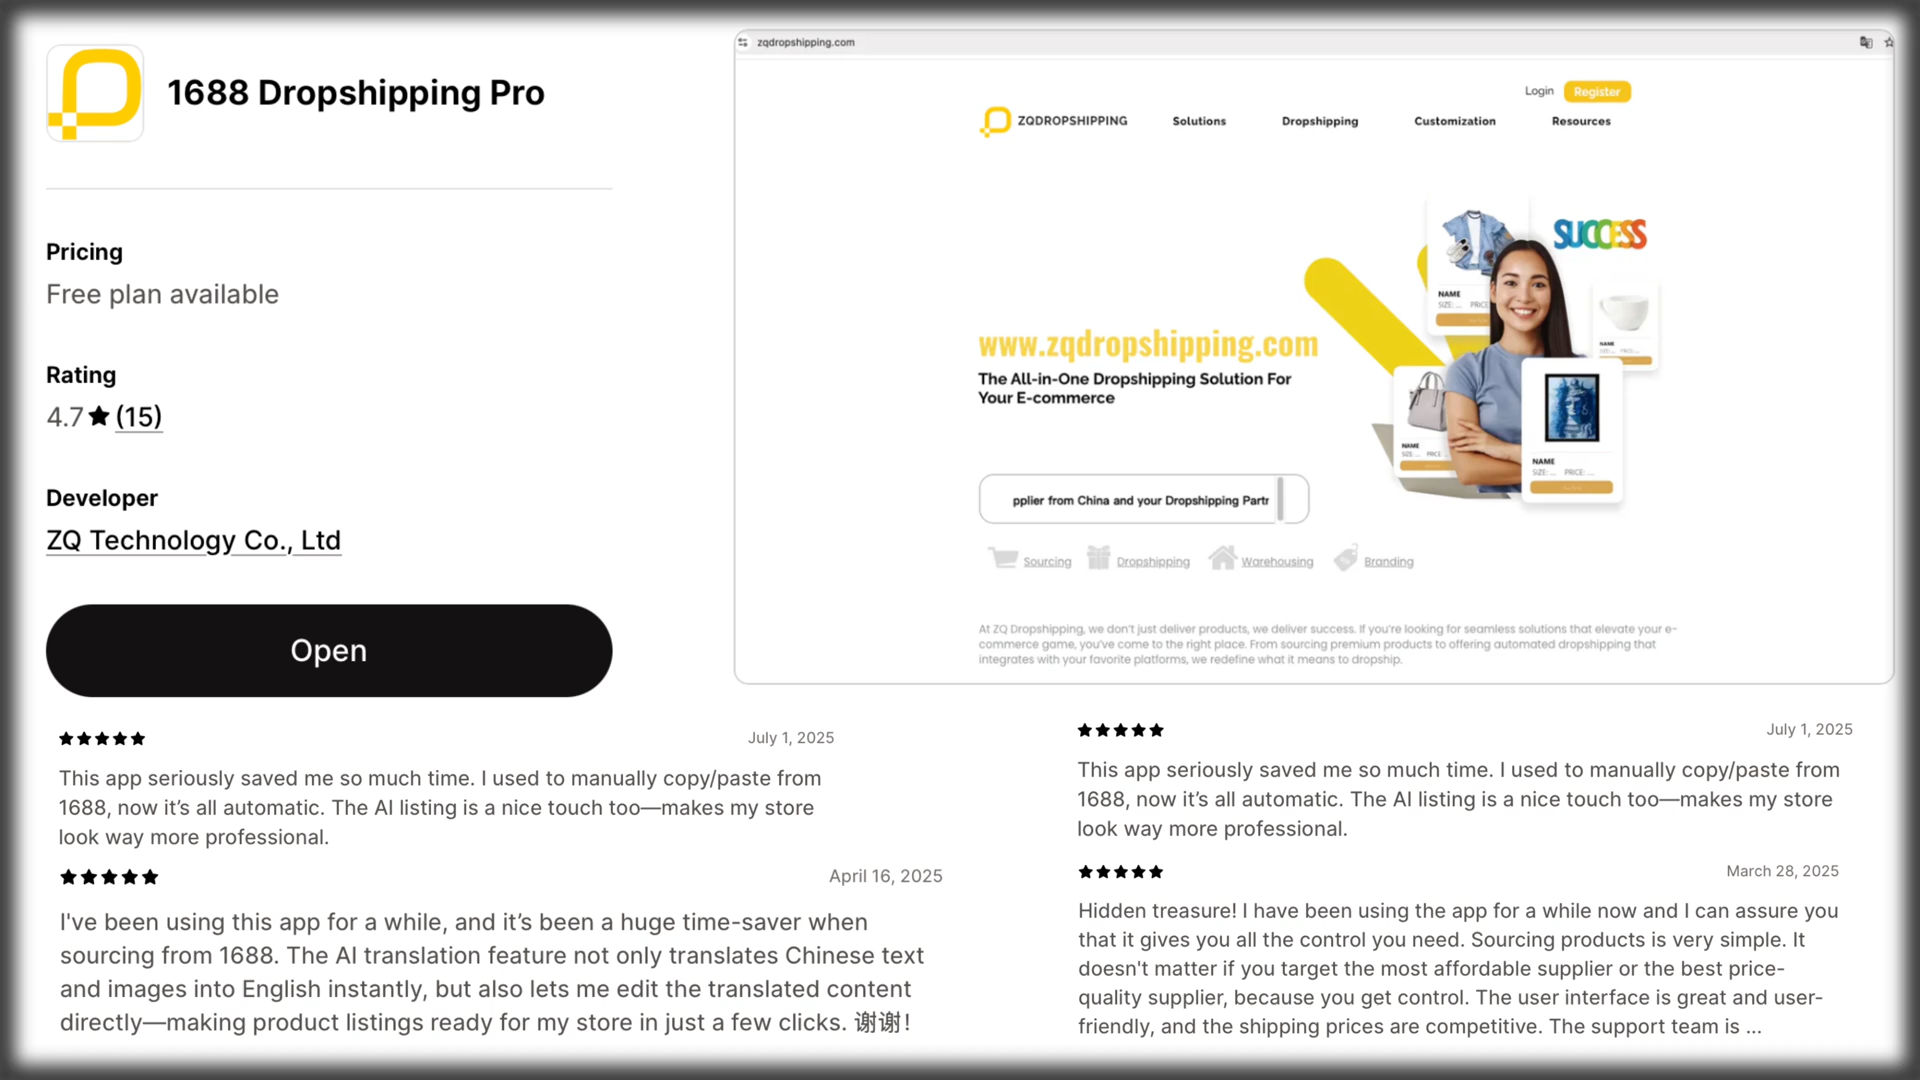 1688 Dropshipping Pro
Pricing
Free plan available
Rating
4.7★ (15)
Developer
ZQ Technology Co., Ltd
Open
zqdropshipping.com
Login
Register
ZQDROPSHIPPING
Solutions
Dropshipping
Customization
Resources
SUCCESS
NAME
SIZE: ... PRICE
NAME
NAME
SIZE: ... PRICE: ...
NAME
SIZE: ... PRICE: ...
www.zqdropshipping.com
The All-in-One Dropshipping Solution For
Your E-commerce
pplier from China and your Dropshipping Partr
Sourcing
Dropshipping
Warehousing
Branding
At ZQ Dropshipping, we don't just deliver products, we deliver success. If you're looking for seamless solutions that elevate your e-
commerce game, you've come to the right place. From sourcing premium products to offering automated dropshipping that
integrates with your favorite platforms, we redefine what it means to dropship.
★★★★★ July 1, 2025
This app seriously saved me so much time. I used to manually copy/paste from
1688, now it’s all automatic. The AI listing is a nice touch too—makes my store
look way more professional.
★★★★★ April 16, 2025
I've been using this app for a while, and it’s been a huge time-saver when
sourcing from 1688. The AI translation feature not only translates Chinese text
and images into English instantly, but also lets me edit the translated content
directly—making product listings ready for my store in just a few clicks. 谢谢!
★★★★★ July 1, 2025
This app seriously saved me so much time. I used to manually copy/paste from
1688, now it’s all automatic. The AI listing is a nice touch too—makes my store
look way more professional.
★★★★★ March 28, 2025
Hidden treasure! I have been using the app for a while now and I can assure you
that it gives you all the control you need. Sourcing products is very simple. It
doesn't matter if you target the most affordable supplier or the best price-
quality supplier, because you get control. The user interface is great and user-
friendly, and the shipping prices are competitive. The support team is ...